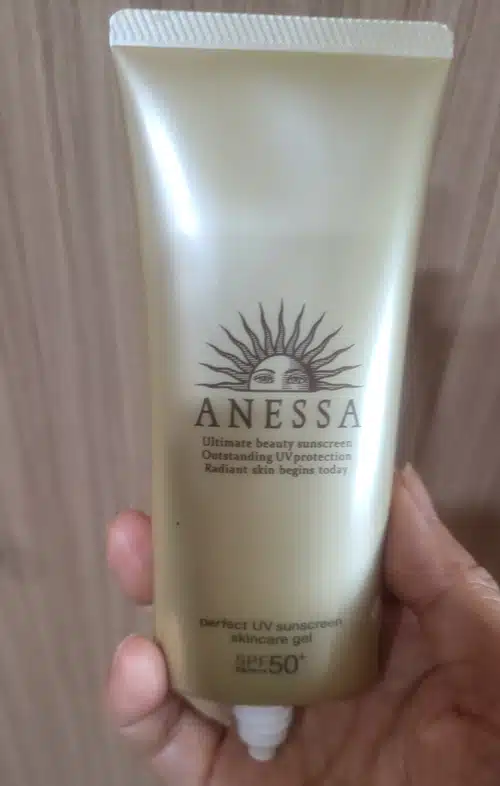 ANESSA
Ultimate beauty sunscreen
Outstanding UV protection
Radiant skin begins today
perfect UV sunscreen
skincare gel
SPF50+